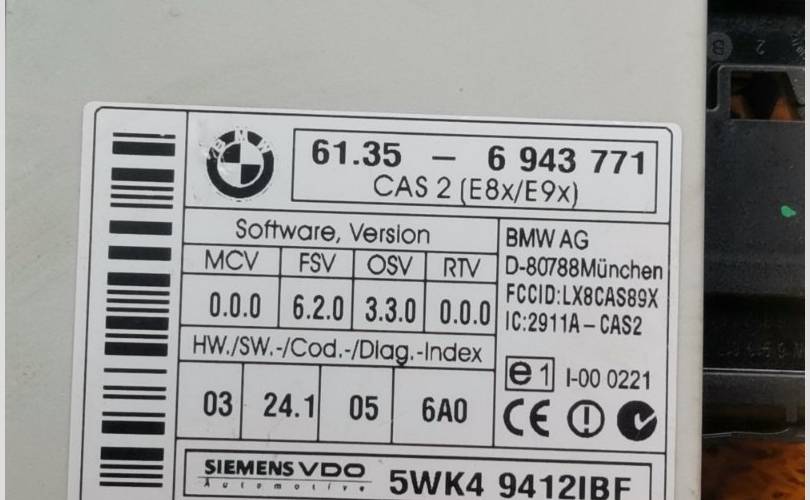 BMW
61.35 - 6 943 771
CAS 2 (E8x/E9x)
Software, Version
MCV FSV OSV RTV
0.0.0 6.2.0 3.3.0 0.0.0
HW./SW.-/Cod.-/Diag.-Index
03 24.1 05 6A0
BMW AG
D-80788München
FCCID:LX8CAS89X
IC:2911A-CAS2
e1 I-00 0221
CE
SIEMENS VDO
Automotive
5WK4 9412IBF